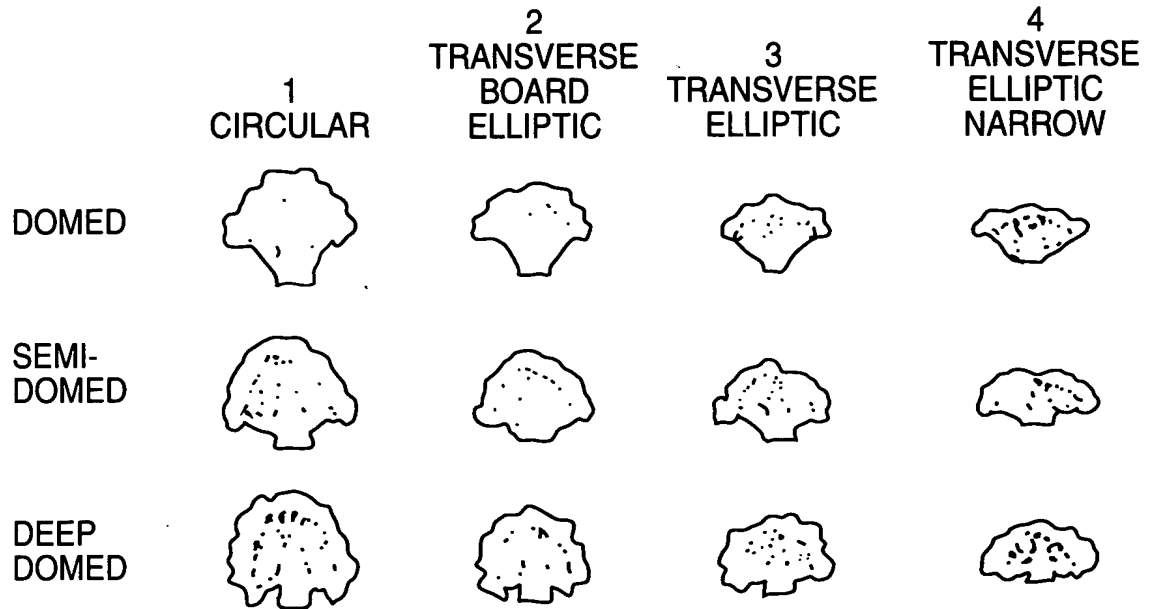 1
CIRCULAR
2
TRANSVERSE
BOARD
ELLIPTIC
3
TRANSVERSE
ELLIPTIC
4
TRANSVERSE
ELLIPTIC
NARROW
DOMED
SEMI-
DOMED
DEEP
DOMED